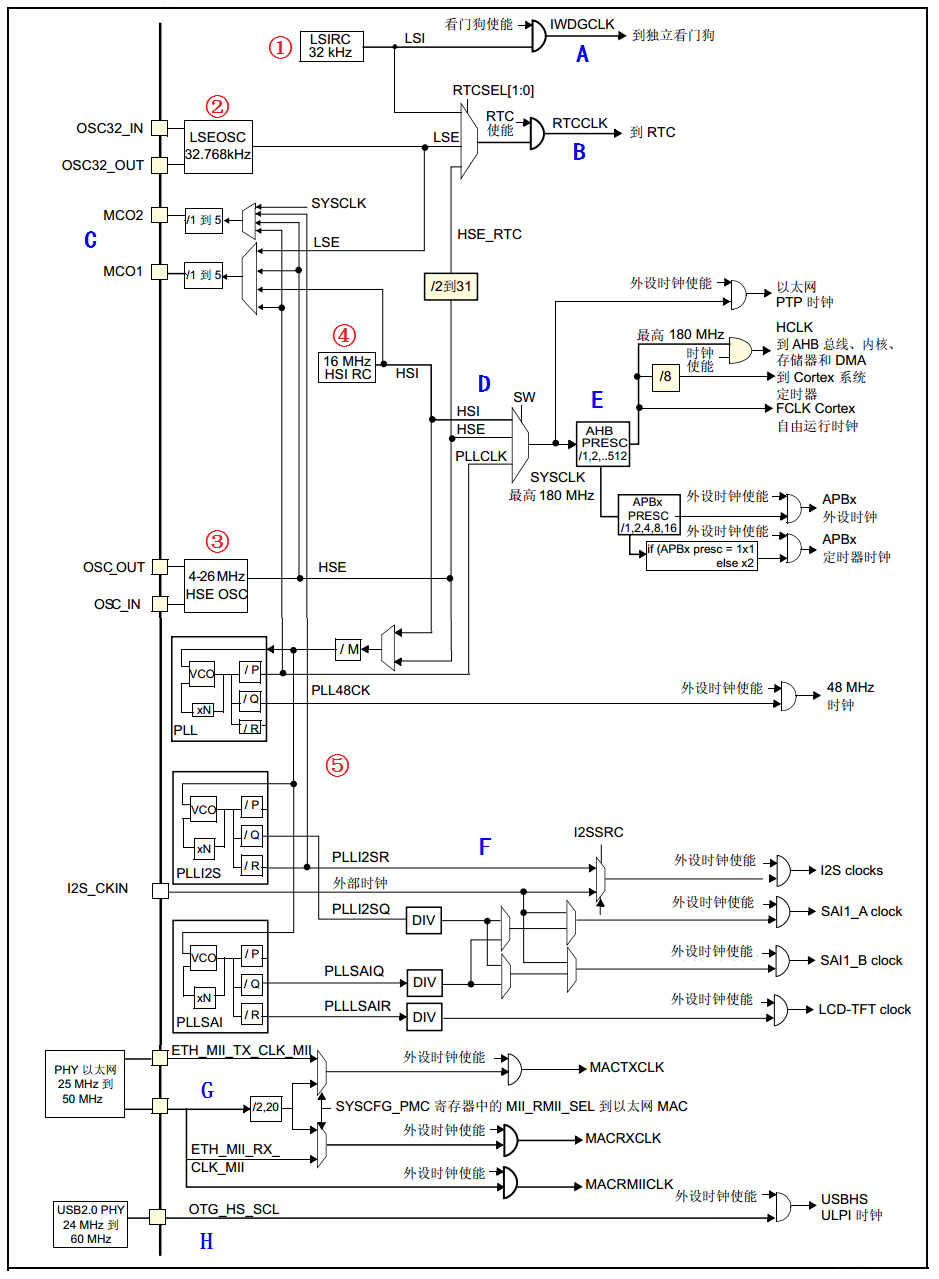 看门狗使能
IWDGCLK
到独立看门狗
A
①
LSIRC
32 kHz
LSI
RTCSEL[1:0]
②
OSC32_IN
LSEOSC
32.768kHz
OSC32_OUT
LSE
RTC
使能
RTCCLK
到 RTC
B
MCO2
/1 到 5
SYSCLK
C
LSE
HSE_RTC
MCO1
/1 到 5
/2到31
外设时钟使能
以太网
PTP 时钟
④
16 MHz
HSI RC
HSI
最高 180 MHz
时钟
使能
HCLK
到 AHB 总线、内核、
存储器和 DMA
/8
到 Cortex 系统
定时器
FCLK Cortex
自由运行时钟
D
SW
E
HSI
HSE
PLLCLK
AHB
PRESC
/1,2,..512
SYSCLK
最高 180 MHz
APBx
PRESC
/1,2,4,8,16
外设时钟使能
APBx
外设时钟
外设时钟使能
APBx
定时器时钟
if (APBx presc = 1x1
else x2
③
OSC_OUT
4-26 MHz
HSE OSC
HSE
OSC_IN
/ M
VCO
/ P
xN
/ Q
/ R
PLL
PLL48CK
外设时钟使能
48 MHz
时钟
⑤
VCO
/ P
xN
/ Q
/ R
PLLI2S
F
I2SSRC
PLLI2SR
外设时钟使能
I2S clocks
I2S_CKIN
外部时钟
PLLI2SQ
DIV
外设时钟使能
SAI1_A clock
VCO
/ P
xN
/ Q
/ R
PLLSAI
PLLSAIQ
DIV
外设时钟使能
SAI1_B clock
PLLLSAIR
DIV
外设时钟使能
LCD-TFT clock
PHY 以太网
25 MHz 到
50 MHz
ETH_MII_TX_CLK_MII
外设时钟使能
MACTXCLK
G
/2,20
SYSCFG_PMC 寄存器中的 MII_RMII_SEL 到以太网 MAC
外设时钟使能
MACRXCLK
ETH_MII_RX_
CLK_MII
外设时钟使能
MACRMIICLK
USB2.0 PHY
24 MHz 到
60 MHz
OTG_HS_SCL
外设时钟使能
USBHS
ULPI 时钟
H